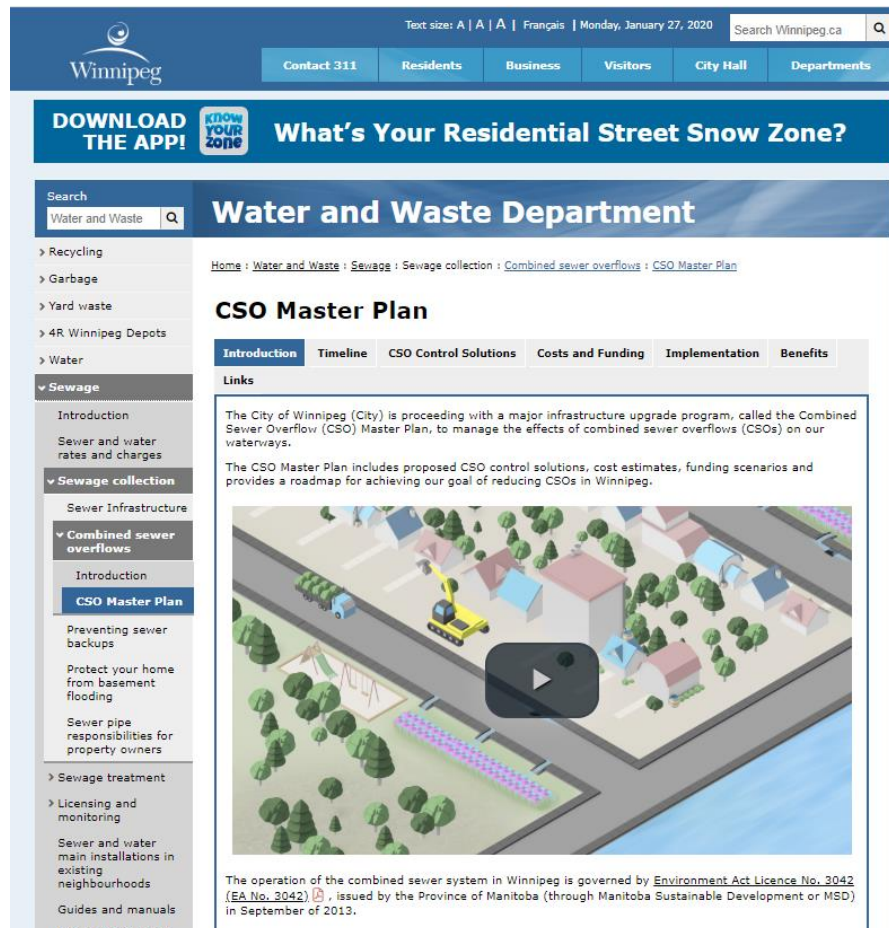 Text size: A | A | A | Français | Monday, January 27, 2020
Search Winnipeg.ca
Winnipeg
Contact 311 Residents Business Visitors City Hall Departments
DOWNLOAD
THE APP!
KNOW
YOUR
ZONE
What's Your Residential Street Snow Zone?
Search
Water and Waste
Water and Waste Department
> Recycling
> Garbage
> Yard waste
> 4R Winnipeg Depots
> Water
Sewage
Introduction
Sewer and water
rates and charges
Sewage collection
Sewer Infrastructure
Combined sewer
overflows
Introduction
CSO Master Plan
Preventing sewer
backups
Protect your home
from basement
flooding
Sewer pipe
responsibilities for
property owners
> Sewage treatment
> Licensing and
monitoring
Sewer and water
main installations in
existing
neighbourhoods
Guides and manuals
Home : Water and Waste : Sewage : Sewage collection : Combined sewer overflows : CSO Master Plan
CSO Master Plan
Introduction Timeline CSO Control Solutions Costs and Funding Implementation Benefits
Links
The City of Winnipeg (City) is proceeding with a major infrastructure upgrade program, called the Combined
Sewer Overflow (CSO) Master Plan, to manage the effects of combined sewer overflows (CSOs) on our
waterways.
The CSO Master Plan includes proposed CSO control solutions, cost estimates, funding scenarios and
provides a roadmap for achieving our goal of reducing CSOs in Winnipeg.
The operation of the combined sewer system in Winnipeg is governed by Environment Act Licence No. 3042
(EA No. 3042) , issued by the Province of Manitoba (through Manitoba Sustainable Development or MSD)
in September of 2013.